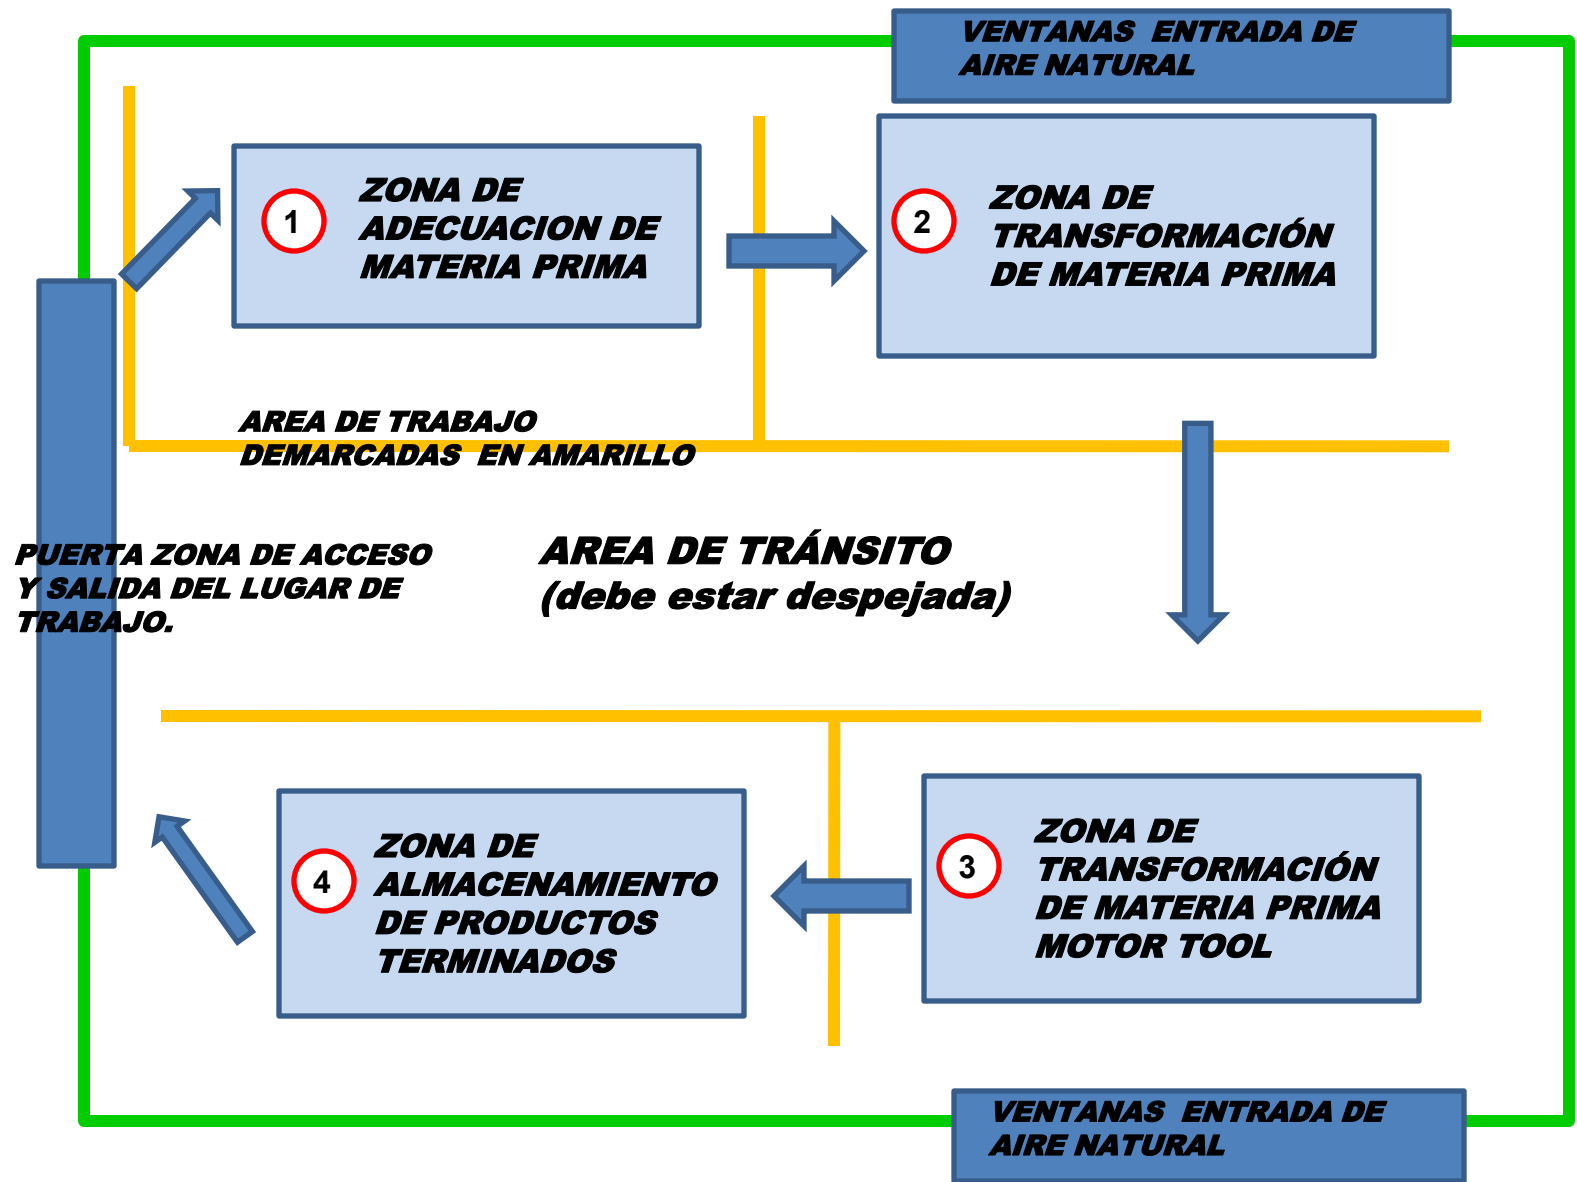 VENTANAS ENTRADA DE
AIRE NATURAL
1
ZONA DE
ADECUACION DE
MATERIA PRIMA
2
ZONA DE
TRANSFORMACIÓN
DE MATERIA PRIMA
AREA DE TRABAJO
DEMARCADAS EN AMARILLO
PUERTA ZONA DE ACCESO
Y SALIDA DEL LUGAR DE
TRABAJO.
AREA DE TRÁNSITO
(debe estar despejada)
4
ZONA DE
ALMACENAMIENTO
DE PRODUCTOS
TERMINADOS
3
ZONA DE
TRANSFORMACIÓN
DE MATERIA PRIMA
MOTOR TOOL
VENTANAS ENTRADA DE
AIRE NATURAL